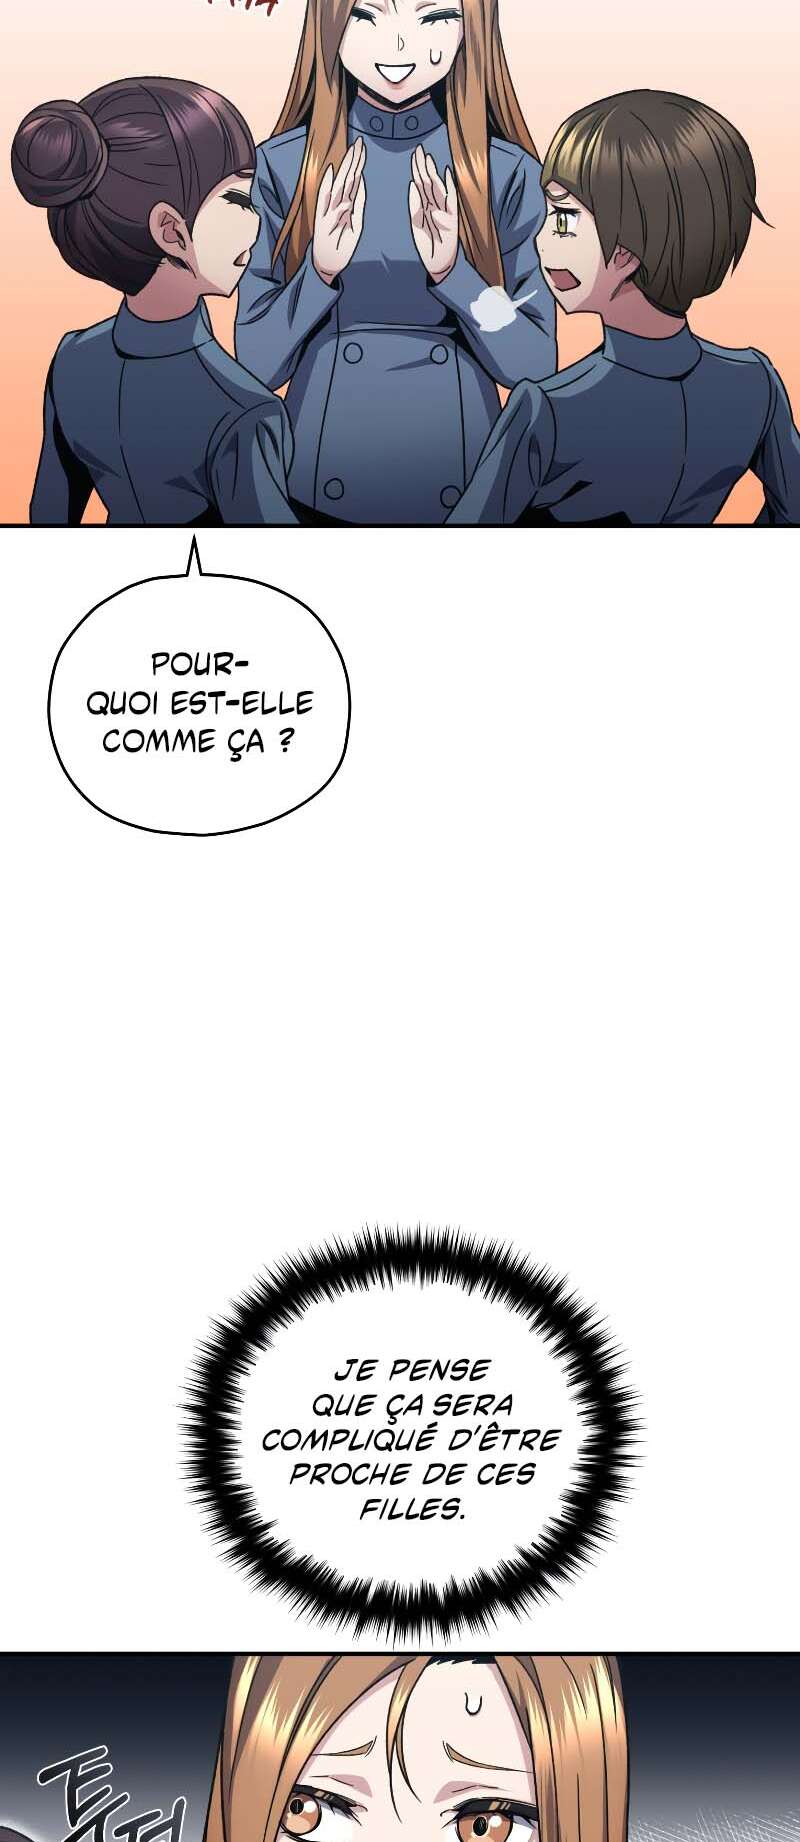 POUR-
QUOI EST-ELLE
COMME ÇA ?
JE PENSE
QUE ÇA SERA
COMPLIQUÉ D'ÊTRE
PROCHE DE CES
FILLES.